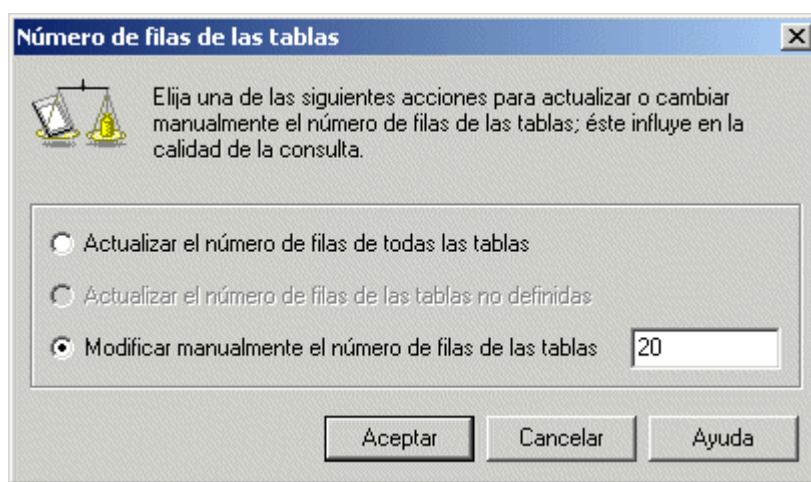 Número de filas de las tablas
Elija una de las siguientes acciones para actualizar o cambiar
manualmente el número de filas de las tablas; éste influye en la
calidad de la consulta.
Actualizar el número de filas de todas las tablas
Actualizar el número de filas de las tablas no definidas
Modificar manualmente el número de filas de las tablas 20
Aceptar Cancelar Ayuda